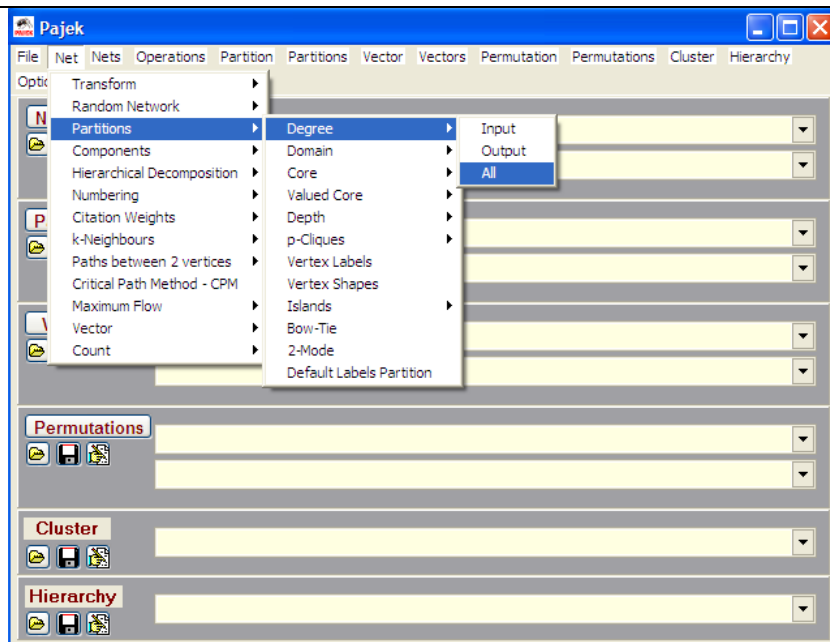 Pajek
File Net Nets Operations Partition Partitions Vector Vectors Permutation Permutations Cluster Hierarchy
Optic
Transform
Random Network
Partitions
Components
Hierarchical Decomposition
Numbering
Citation Weights
k-Neighbours
Paths between 2 vertices
Critical Path Method - CPM
Maximum Flow
Vector
Count
Degree
Domain
Core
Valued Core
Depth
p-Cliques
Vertex Labels
Vertex Shapes
Islands
Bow-Tie
2-Mode
Default Labels Partition
Input
Output
All
N
P
Permutations
Cluster
Hierarchy